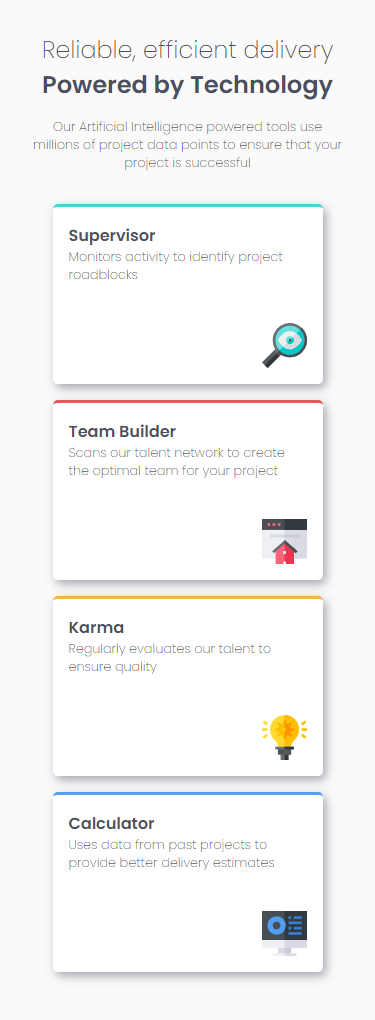 Reliable, efficient delivery
Powered by Technology
Our Artificial Intelligence powered tools use
millions of project data points to ensure that your
project is successful
Supervisor
Monitors activity to identify project
roadblocks
Team Builder
Scans our talent network to create
the optimal team for your project
Karma
Regularly evaluates our talent to
ensure quality
Calculator
Uses data from past projects to
provide better delivery estimates